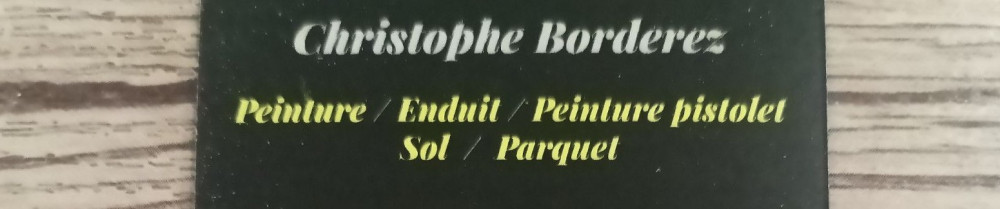 Christophe Borderez
Peinture / Enduit / Peinture pistolet
Sol / Parquet